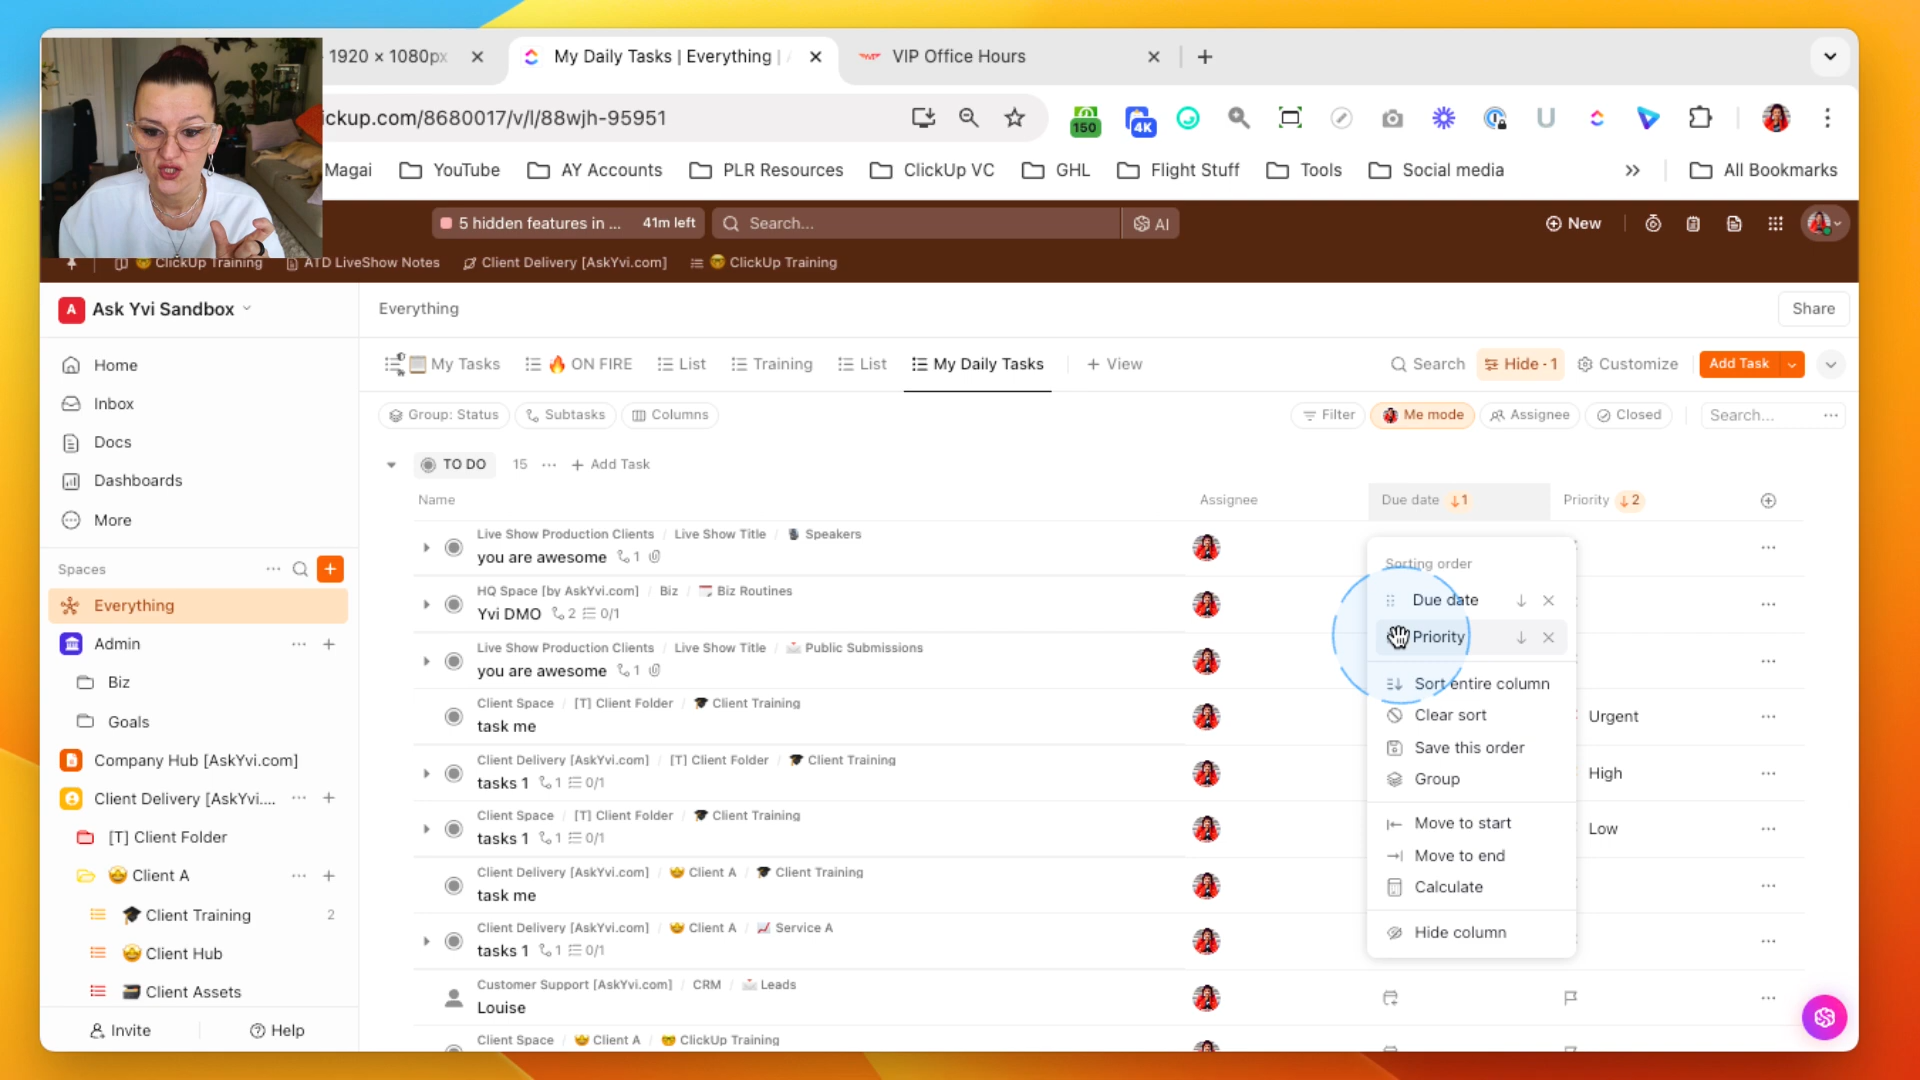 1920 × 1080px
My Daily Tasks | Everything |
VIP Office Hours
ickup.com/8680017/v/l/88wjh-95951
150
4K
U
Magai
YouTube
AY Accounts
PLR Resources
ClickUp VC
GHL
Flight Stuff
Tools
Social media
All Bookmarks
5 hidden features in ...
41m left
Search...
AI
New
ClickUp Training
ATD LiveShow Notes
Client Delivery [AskYvi.com]
ClickUp Training
A
Ask Yvi Sandbox
Everything
Share
Home
Inbox
Docs
Dashboards
More
Spaces
Everything
Admin
Biz
Goals
Company Hub [AskYvi.com]
Client Delivery [AskYvi....
[T] Client Folder
Client A
Client Training
2
Client Hub
Client Assets
Invite
Help
My Tasks
ON FIRE
List
Training
List
My Daily Tasks
+ View
Search
Hide · 1
Customize
Add Task
Group: Status
Subtasks
Columns
Filter
Me mode
Assignee
Closed
Search...
TO DO
15
Add Task
Name
Assignee
Due date
1
Priority
2
Live Show Production Clients / Live Show Title / Speakers
you are awesome 1
HQ Space [by AskYvi.com] / Biz / Biz Routines
Yvi DMO 2 0/1
Live Show Production Clients / Live Show Title / Public Submissions
you are awesome 1
Client Space / [T] Client Folder / Client Training
task me
Urgent
Client Delivery [AskYvi.com] / [T] Client Folder / Client Training
tasks 1 1 0/1
High
Client Space / [T] Client Folder / Client Training
tasks 1 1 0/1
Low
Client Delivery [AskYvi.com] / Client A / Client Training
task me
Client Delivery [AskYvi.com] / Client A / Service A
tasks 1 1 0/1
Customer Support [AskYvi.com] / CRM / Leads
Louise
Client Space / Client A / ClickUp Training
Sorting order
Due date
Priority
Sort entire column
Clear sort
Save this order
Group
Move to start
Move to end
Calculate
Hide column